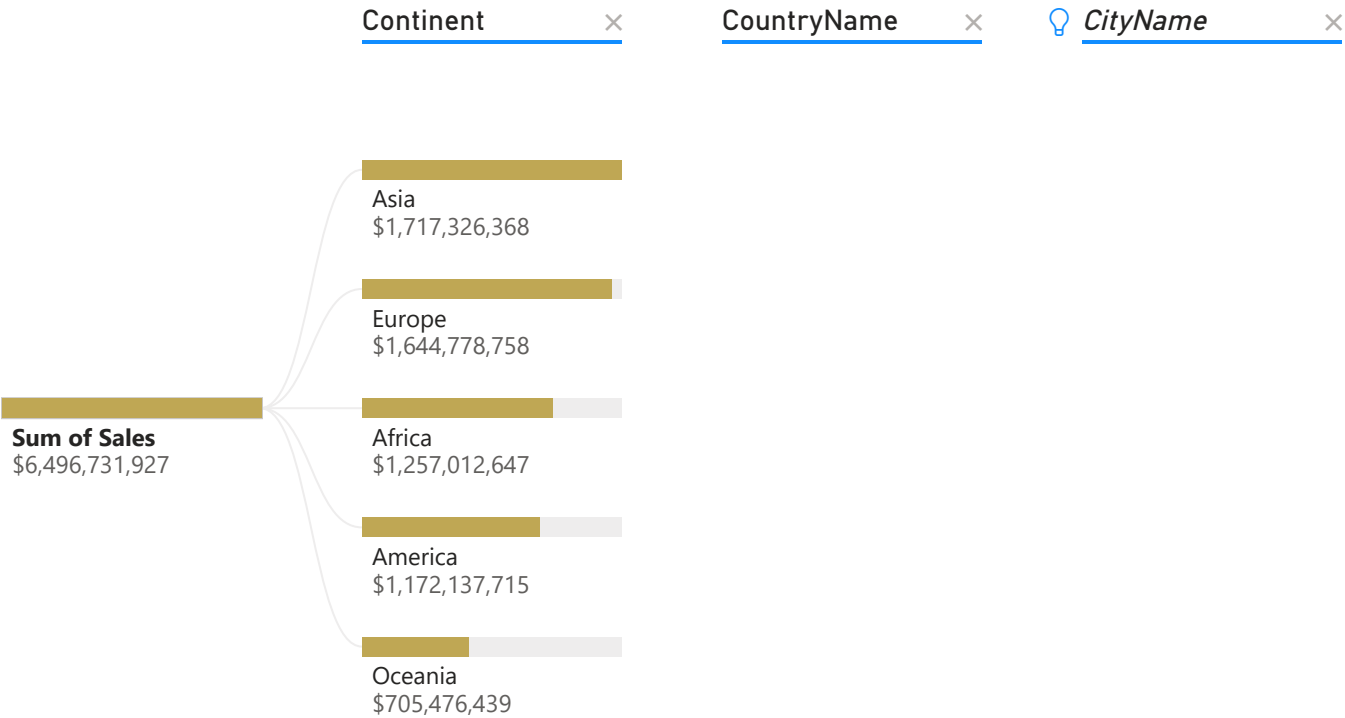 Continent
CountryName
CityName
Asia
$1,717,326,368
Europe
$1,644,778,758
Sum of Sales
$6,496,731,927
Africa
$1,257,012,647
America
$1,172,137,715
Oceania
$705,476,439